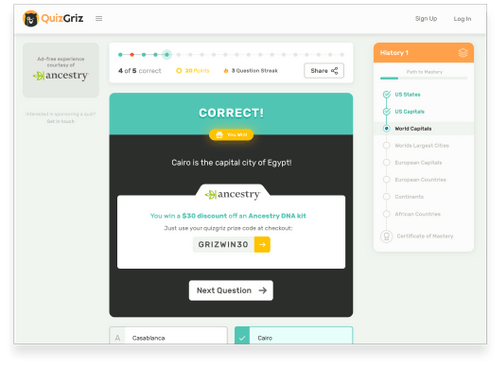 QuizGriz
Sign Up
Log in
Ad-free experience
courtesy of
ancestry
Interested in sponsoring a quiz?
Get in touch.
4 of 5 correct
30 Points
3 Question Streak
Share
CORRECT!
You Win!
Cairo is the capital city of Egypt!
ancestry
You win a $30 discount off an Ancestry DNA kit
Just use your quizgriz prize code at checkout:
GRIZWIN30
Next Question
A
Casablanca
Cairo
History 1
Path to Mastery
US States
US Capitals
World Capitals
Worlds Largest Cities
European Capitals
European Countries
Continents
African Countries
Certificate of Mastery